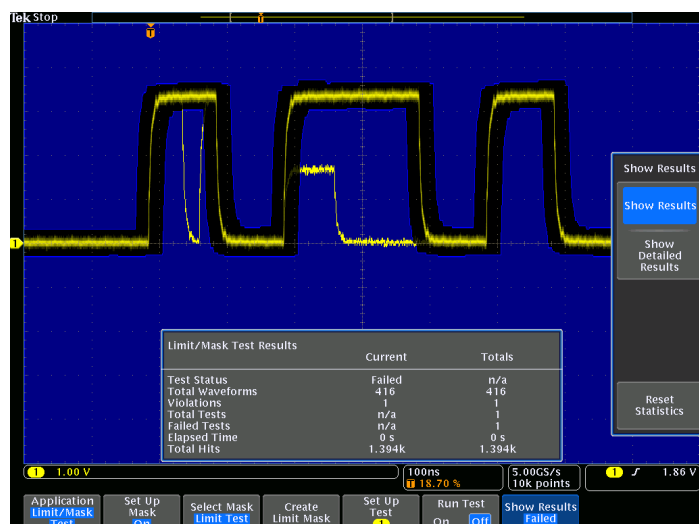 Tek Stop
T
T
Show Results
Show Results
Show
Detailed
Results
1
Limit/Mask Test Results
Current Totals
Test Status Failed n/a
Total Waveforms 416 416
Violations 1 1
Total Tests n/a 1
Failed Tests n/a 1
Elapsed Time 0 s 0 s
Total Hits 1.394k 1.394k
Reset
Statistics
1 1.00 V 100ns 5.00GS/s 1 1.86 V
T 18.70 % 10k points
Application
Limit/Mask
Test
Set Up
Mask
On
Select Mask
Limit Test
Create
Limit Mask
Set Up
Test
1
Run Test
On Off
Show Results
Failed